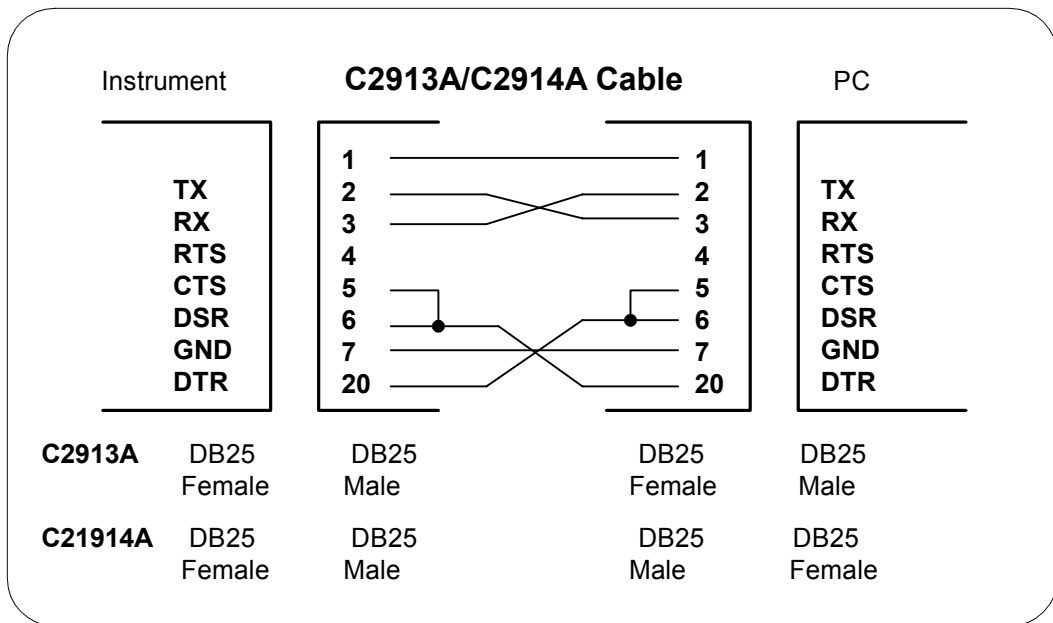 Instrument C2913A/C2914A Cable PC
1 1
TX 2 2 TX
RX 3 3 RX
RTS 4 4 RTS
CTS 5 5 CTS
DSR 6 6 DSR
GND 7 7 GND
DTR 20 20 DTR
C2913A DB25 DB25 DB25 DB25
Female Male Female Male
C21914A DB25 DB25 DB25 DB25
Female Male Male Female